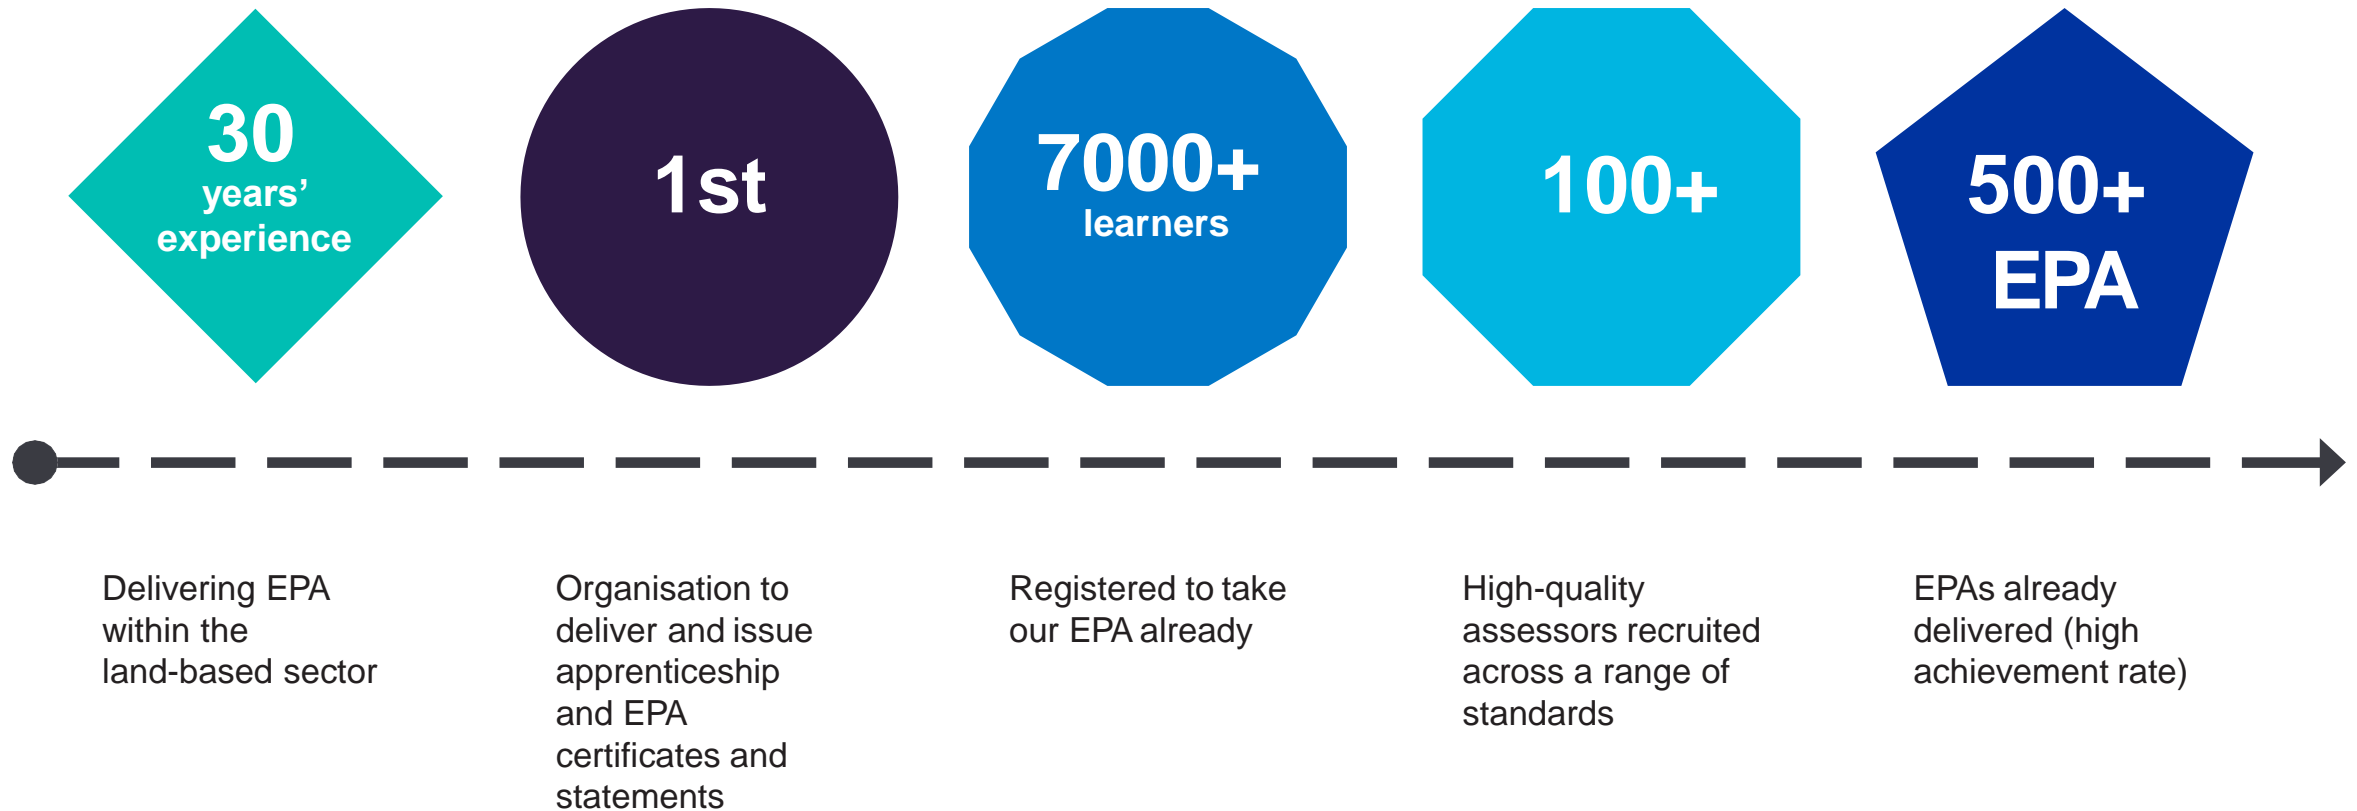 30
years’
experience
1st
7000+
learners
100+
500+
EPA
Delivering EPA
within the
land-based sector
Organisation to
deliver and issue
apprenticeship
and EPA
certificates and
statements
Registered to take
our EPA already
High-quality
assessors recruited
across a range of
standards
EPAs already
delivered (high
achievement rate)